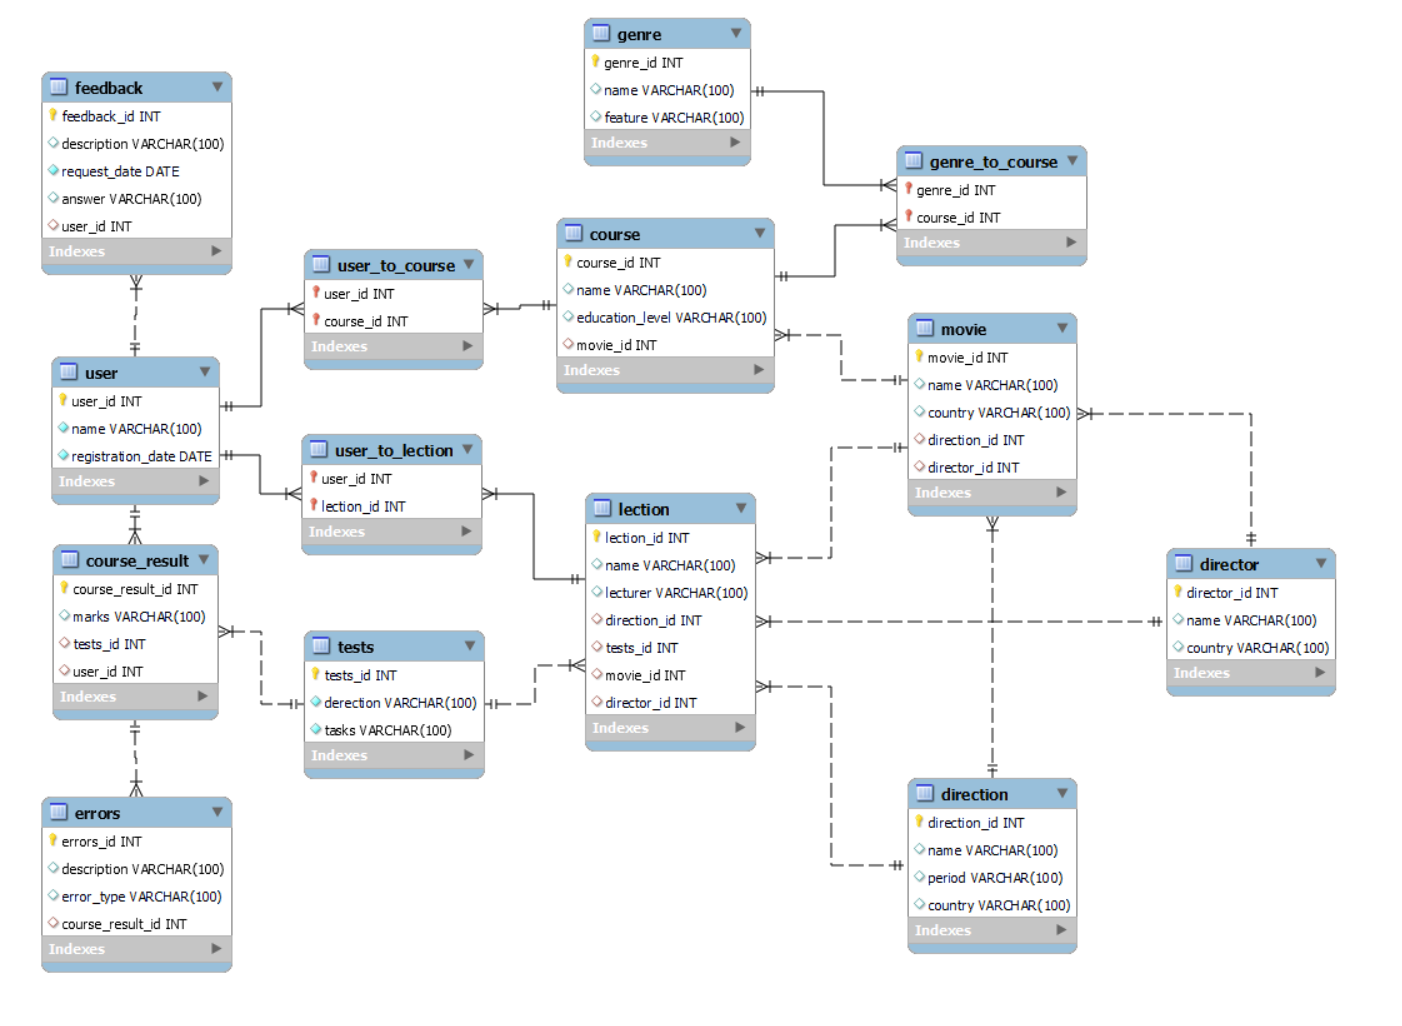 genre
genre_id INT
name VARCHAR(100)
feature VARCHAR(100)
Indexes
feedback
feedback_id INT
description VARCHAR(100)
request_date DATE
answer VARCHAR(100)
user_id INT
Indexes
genre_to_course
genre_id INT
course_id INT
Indexes
course
course_id INT
name VARCHAR(100)
education_level VARCHAR(100)
movie_id INT
Indexes
user_to_course
user_id INT
course_id INT
Indexes
movie
movie_id INT
name VARCHAR(100)
country VARCHAR(100)
direction_id INT
director_id INT
Indexes
user
user_id INT
name VARCHAR(100)
registration_date DATE
Indexes
user_to_lection
user_id INT
lection_id INT
Indexes
lection
lection_id INT
name VARCHAR(100)
lecturer VARCHAR(100)
direction_id INT
tests_id INT
movie_id INT
director_id INT
Indexes
course_result
course_result_id INT
marks VARCHAR(100)
tests_id INT
user_id INT
Indexes
director
director_id INT
name VARCHAR(100)
country VARCHAR(100)
Indexes
tests
tests_id INT
derection VARCHAR(100)
tasks VARCHAR(100)
Indexes
direction
direction_id INT
name VARCHAR(100)
period VARCHAR(100)
country VARCHAR(100)
Indexes
errors
errors_id INT
description VARCHAR(100)
error_type VARCHAR(100)
course_result_id INT
Indexes